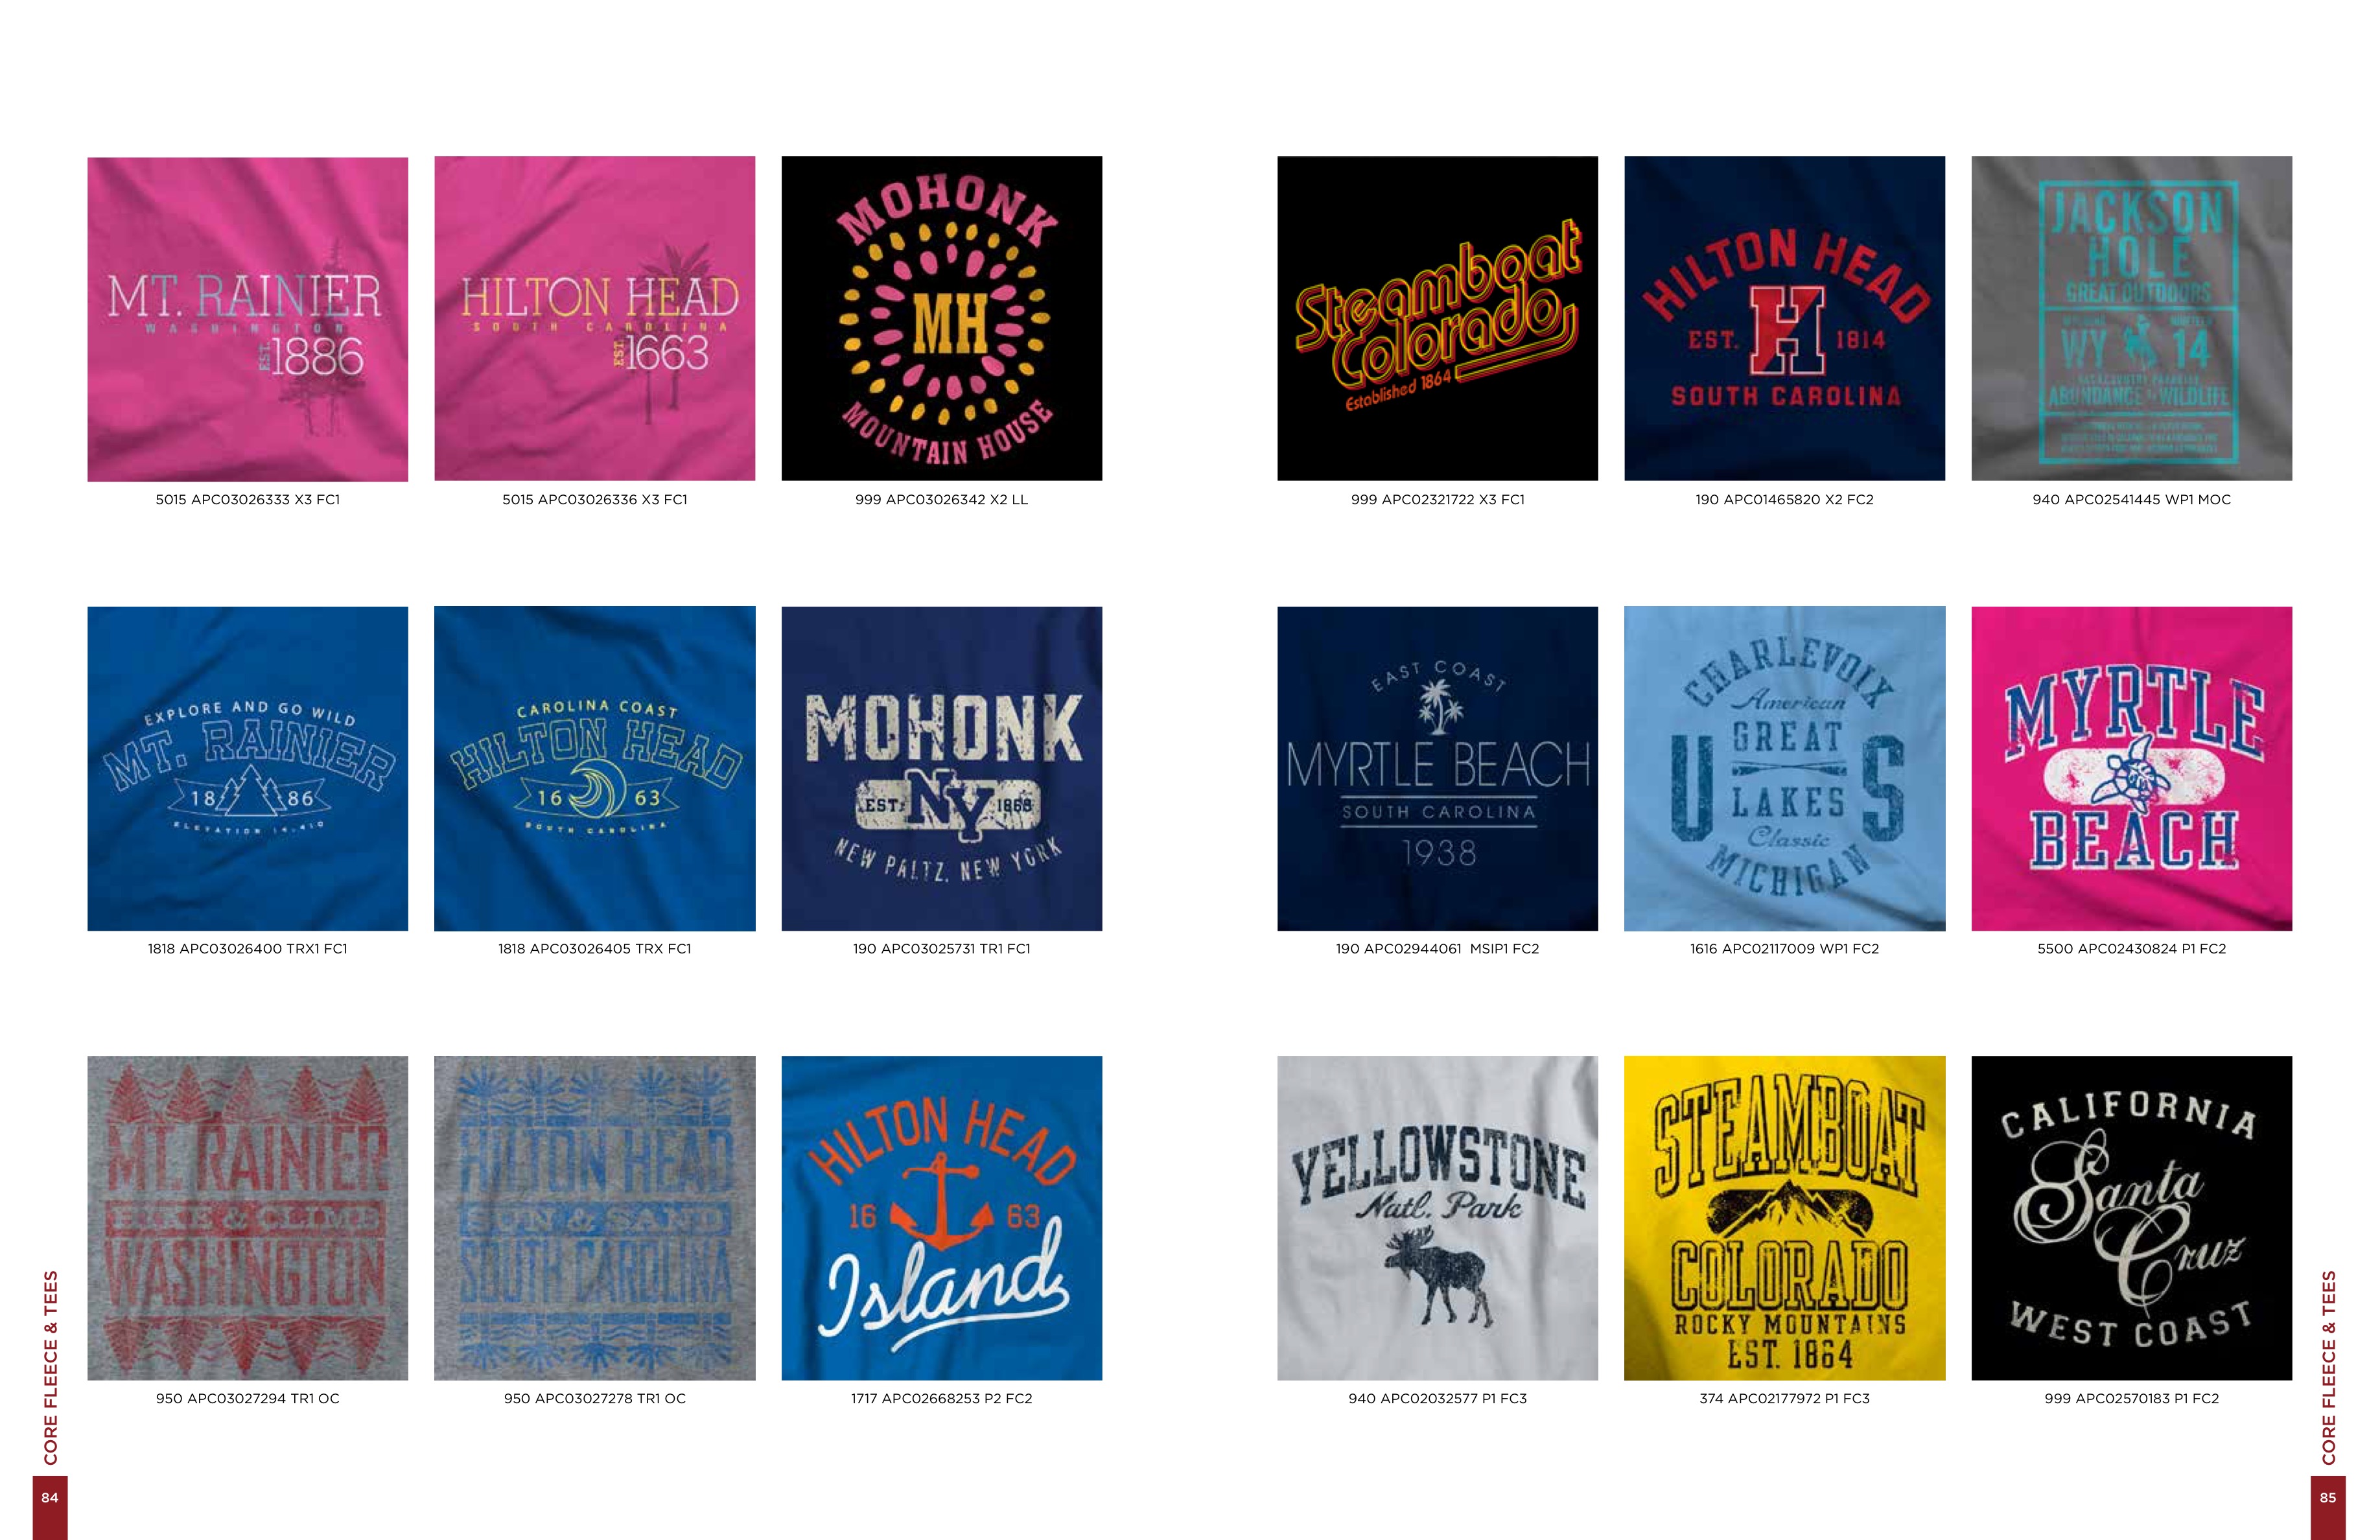 MT. RAINIER
WASHINGTON
EST. 1886
5015 APC03026333 X3 FC1
HILTON HEAD
SOUTH CAROLINA
EST. 1663
5015 APC03026336 X3 FC1
MOHONK
MH
MOUNTAIN HOUSE
999 APC03026342 X2 LL
Steamboat
Colorado
Established 1864
999 APC02321722 X3 FC1
HILTON HEAD
H
EST. 1814
SOUTH CAROLINA
190 APC01465820 X2 FC2
JACKSON
HOLE
GREAT OUTDOORS
WY 14
ABUNDANCE OF WILDLIFE
940 APC02541445 WP1 MOC
EXPLORE AND GO WILD
MT. RAINIER
18 86
ELEVATION 14,410
1818 APC03026400 TRX1 FC1
CAROLINA COAST
HILTON HEAD
16 63
SOUTH CAROLINA
1818 APC03026405 TRX FC1
MOHONK
EST. NY 1869
NEW PALTZ, NEW YORK
190 APC03025731 TR1 FC1
EAST COAST
MYRTLE BEACH
SOUTH CAROLINA
1938
190 APC02944061 MSIP1 FC2
CHARLEVOIX
American
GREAT
U S
LAKES
Classic
MICHIGAN
1616 APC02117009 WP1 FC2
MYRTLE
BEACH
5500 APC02430824 P1 FC2
MT. RAINIER
HIKE & CLIMB
WASHINGTON
950 APC03027294 TR1 OC
HILTON HEAD
SUN & SAND
SOUTH CAROLINA
950 APC03027278 TR1 OC
HILTON HEAD
16 63
Island
1717 APC02668253 P2 FC2
YELLOWSTONE
Natl. Park
940 APC02032577 P1 FC3
STEAMBOAT
COLORADO
ROCKY MOUNTAINS
EST. 1864
374 APC02177972 P1 FC3
CALIFORNIA
Santa
Cruz
WEST COAST
999 APC02570183 P1 FC2
CORE FLEECE & TEES
84
CORE FLEECE & TEES
85